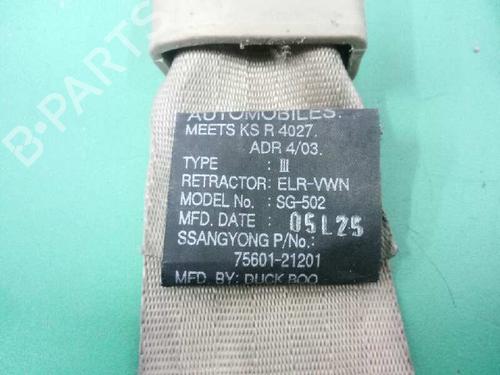 AUTOMOBILES.
MEETS KS R 4027.
ADR 4/03.
TYPE : III
RETRACTOR: ELR-VWN
MODEL No. : SG-502
MFD. DATE : 05L25
SSANGYONG P/No.:
75601-21201
MFD. BY: DUCK BOO
B-PARTS